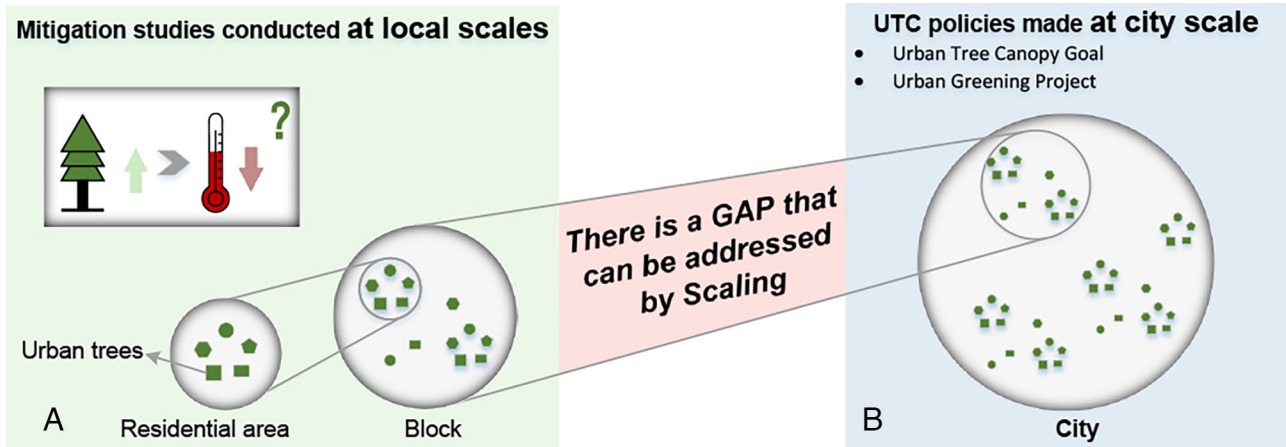 Mitigation studies conducted at local scales
?
Urban trees
A
Residential area
Block
There is a GAP that
can be addressed
by Scaling
UTC policies made at city scale
• Urban Tree Canopy Goal
• Urban Greening Project
B
City